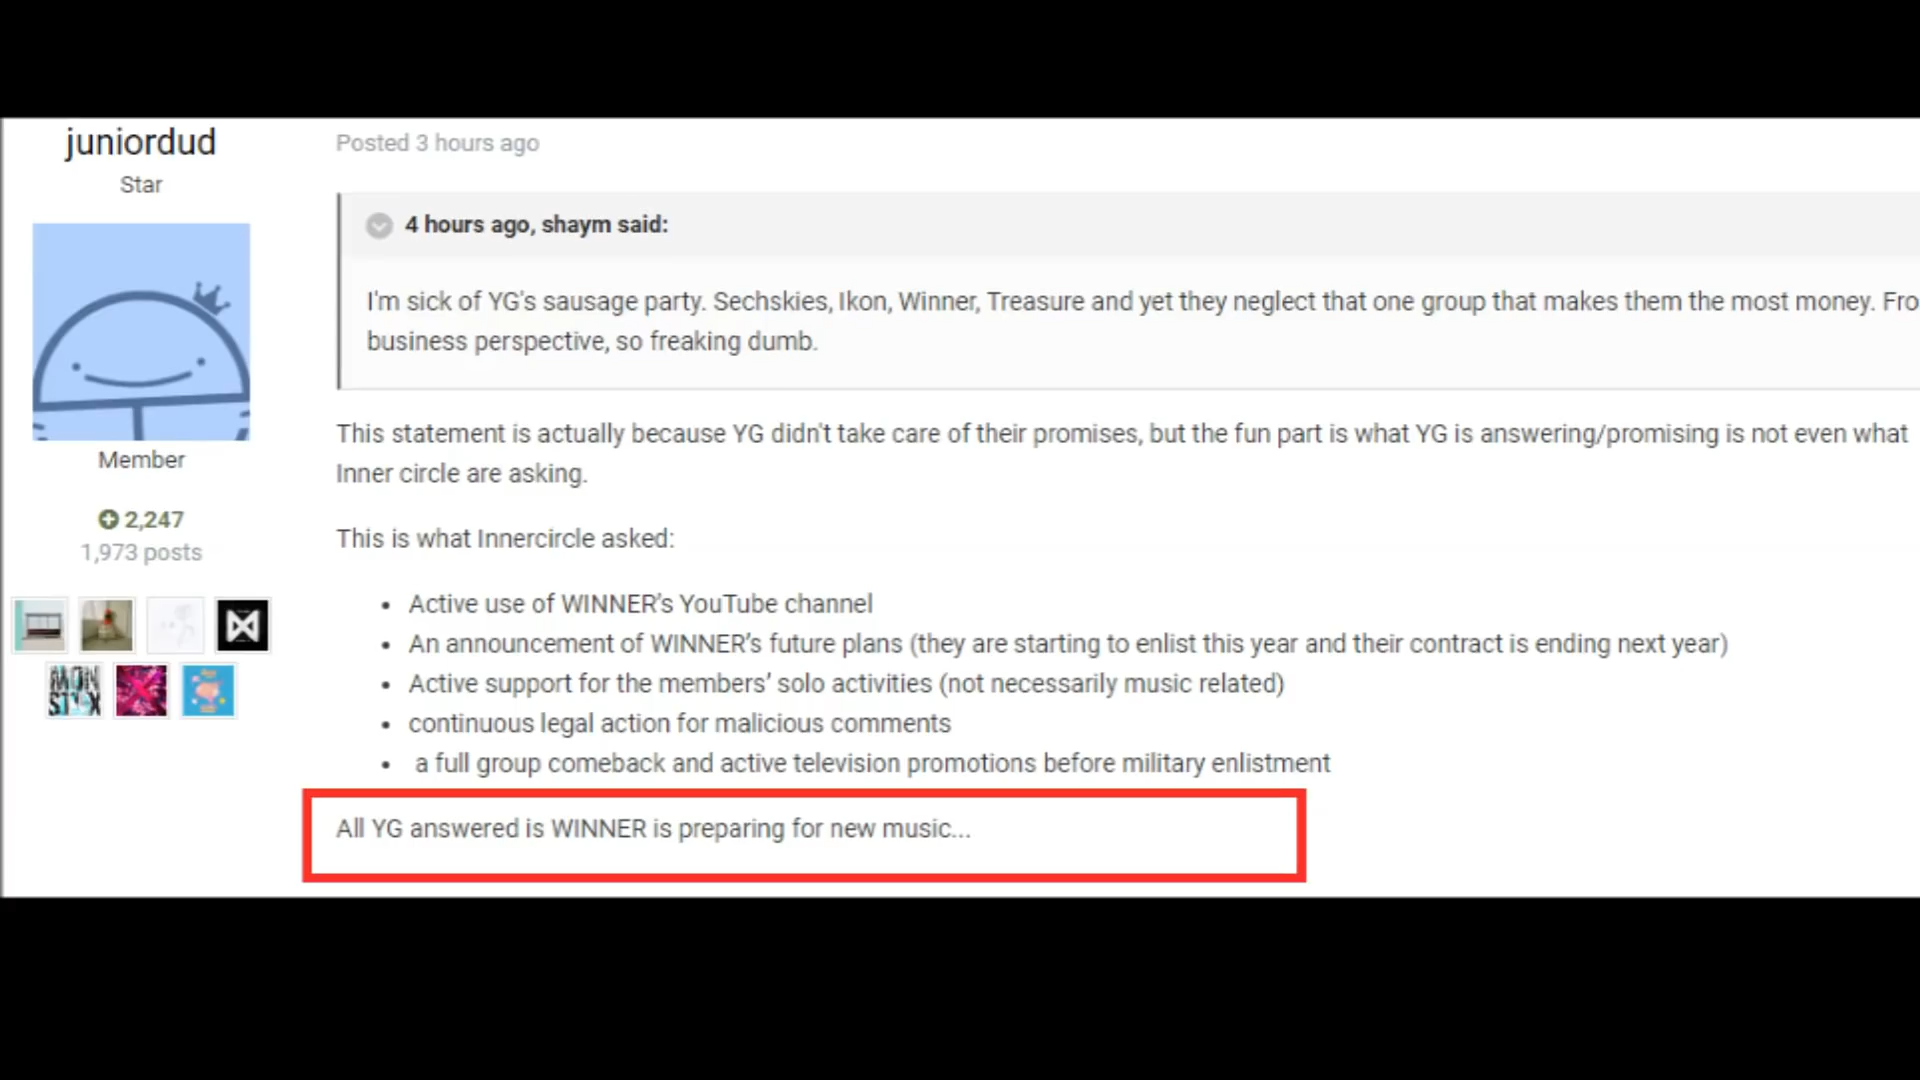 juniordud
Star
Member
2,247
1,973 posts
MON
ST X
Posted 3 hours ago
4 hours ago, shaym said:
I'm sick of YG's sausage party. Sechskies, Ikon, Winner, Treasure and yet they neglect that one group that makes them the most money. Fro
business perspective, so freaking dumb.
This statement is actually because YG didn't take care of their promises, but the fun part is what YG is answering/promising is not even what
Inner circle are asking.
This is what Innercircle asked:
• Active use of WINNER's YouTube channel
• An announcement of WINNER's future plans (they are starting to enlist this year and their contract is ending next year)
• Active support for the members' solo activities (not necessarily music related)
• continuous legal action for malicious comments
• a full group comeback and active television promotions before military enlistment
All YG answered is WINNER is preparing for new music...